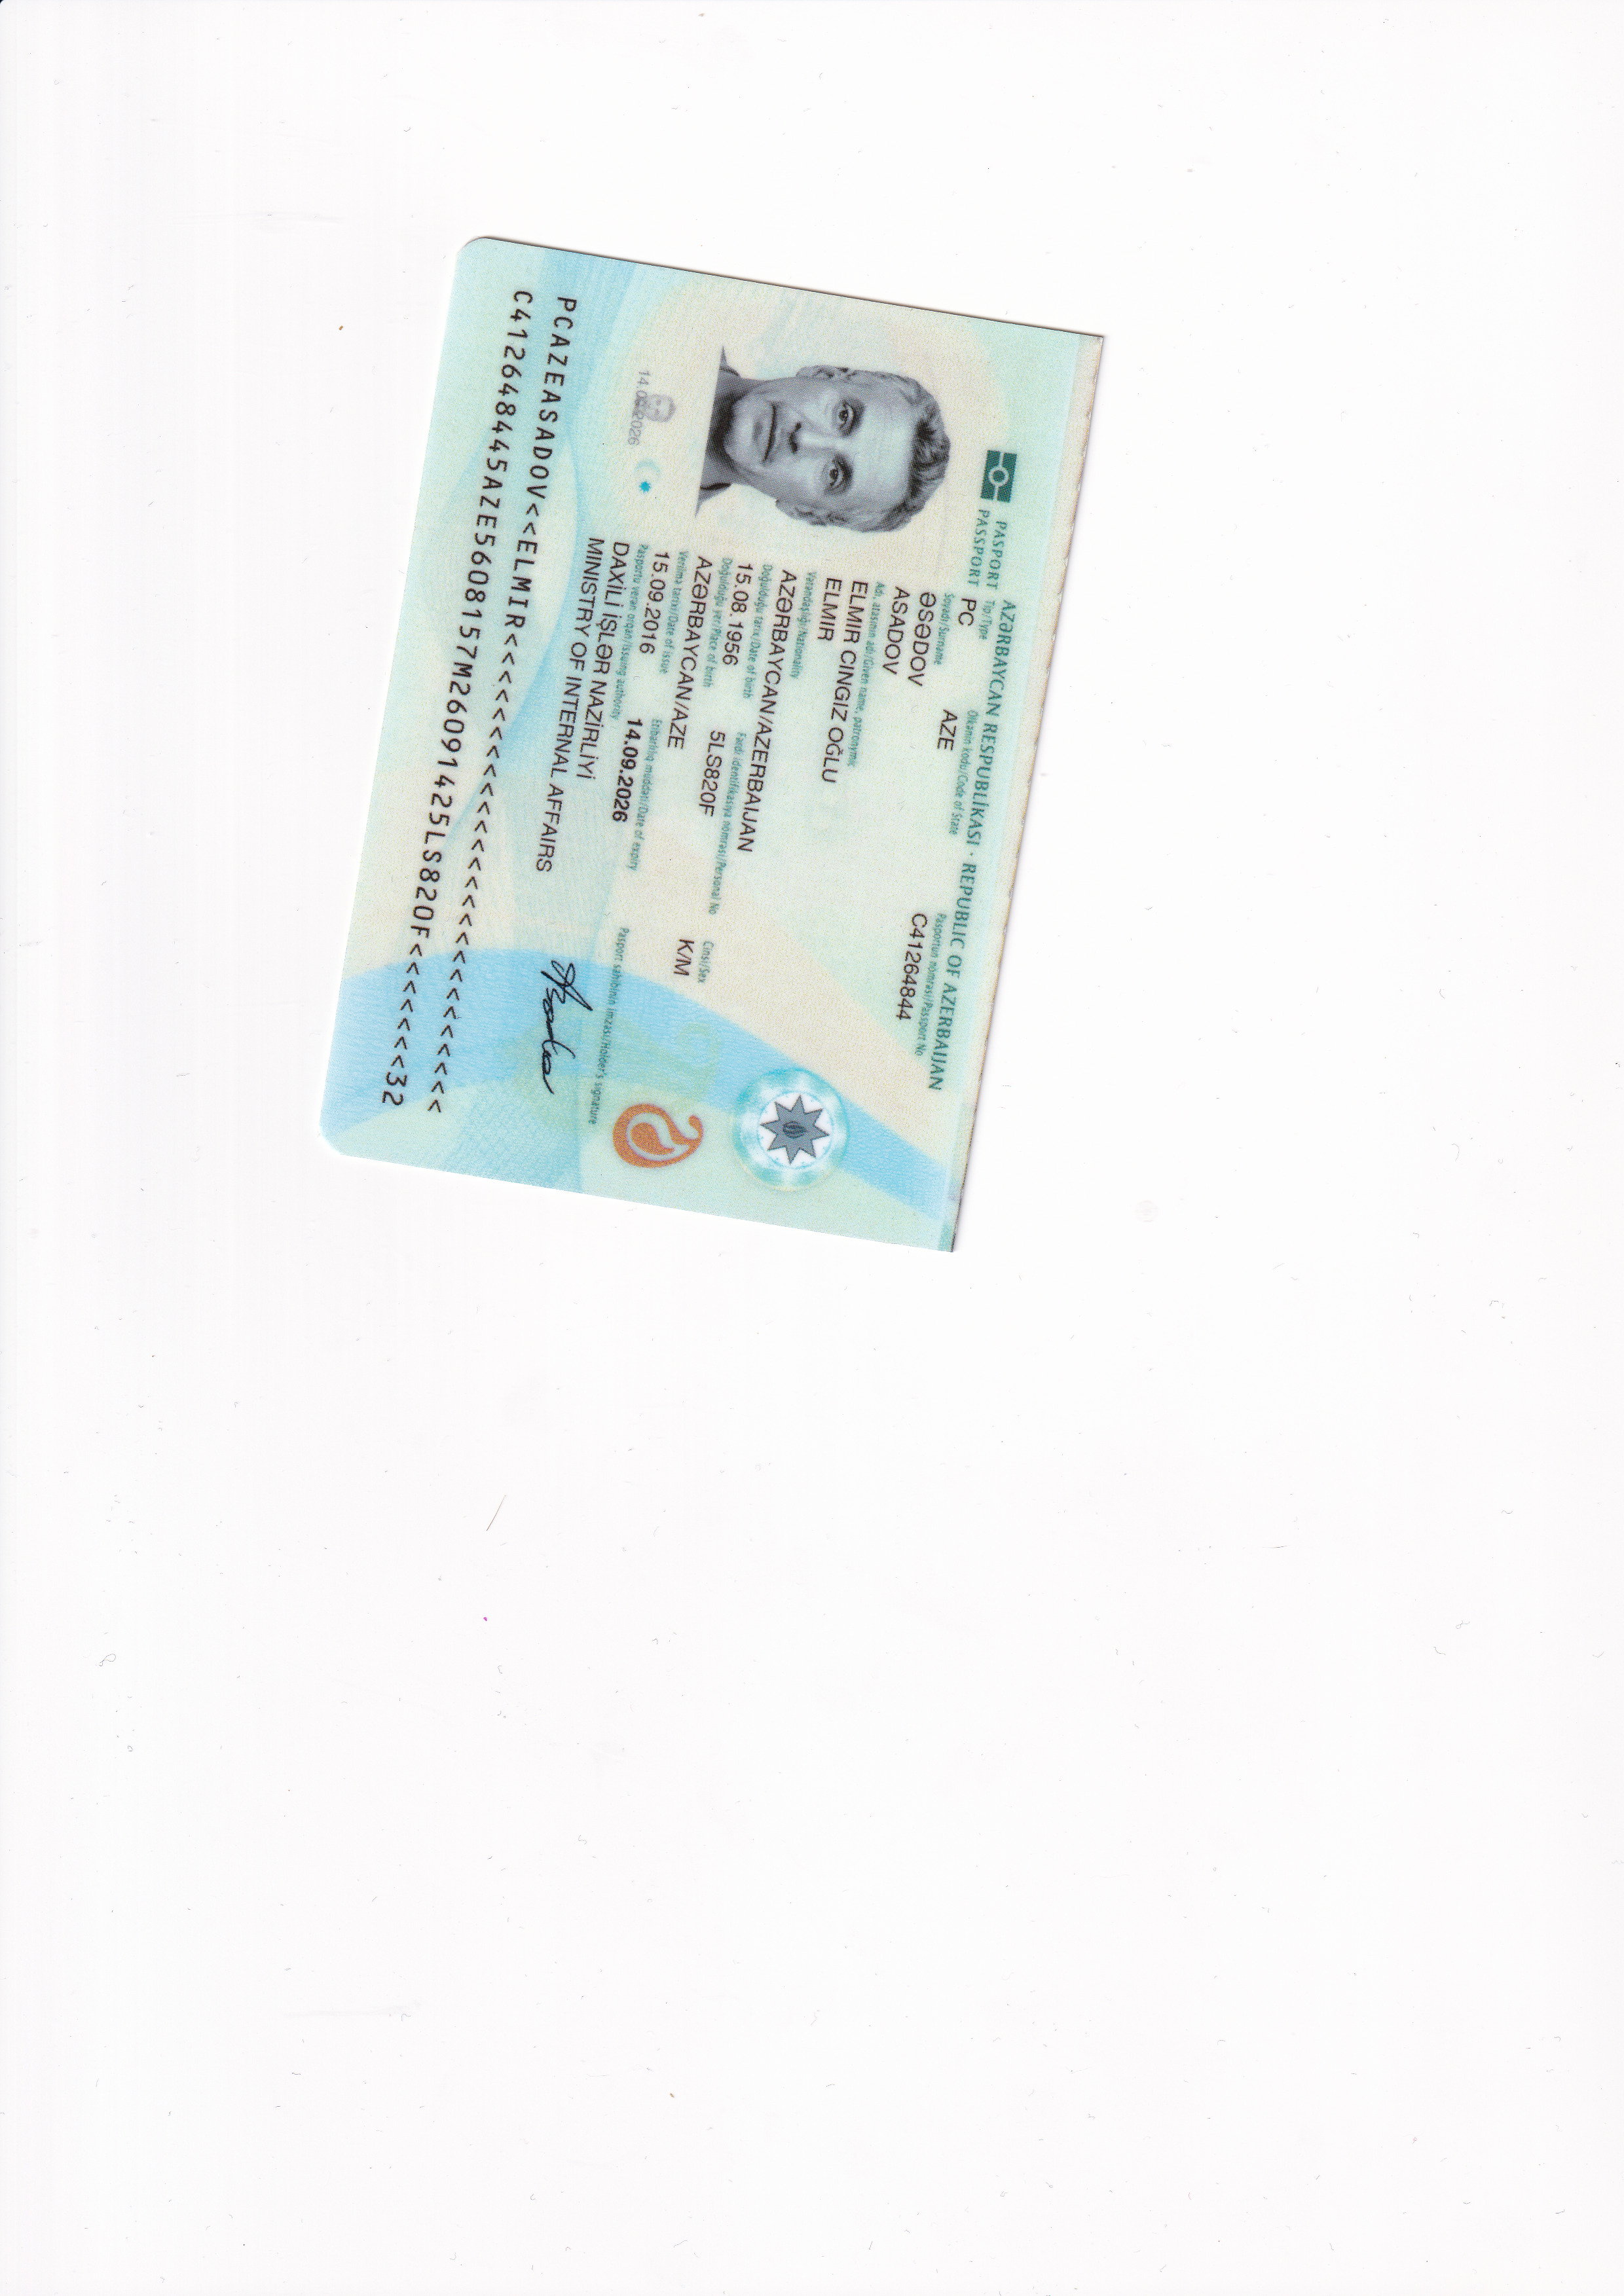 AZƏRBAYCAN RESPUBLİKASI · REPUBLIC OF AZERBAIJAN
PASPORT
PASSPORT
Tip/Type
Ölkənin kodu/Code of State
Pasportun nömrəsi/Passport No
PC
AZE
C41264844
Soyadı/Surname
ƏSƏDOV
ASADOV
Adı, atasının adı/Given name, patronymic
ELMIR CINGIZ OĞLU
ELMIR
Vətəndaşlığı/Nationality
AZƏRBAYCAN/AZERBAIJAN
Doğulduğu tarix/Date of birth
Fərdi identifikasiya nömrəsi/Personal No
15.08.1956
5LS820F
Doğulduğu yer/Place of birth
Cinsi/Sex
AZƏRBAYCAN/AZE
K/M
Verilmə tarixi/Date of issue
Etibarlılıq müddəti/Date of expiry
15.09.2016
14.09.2026
Pasportu verən orqan/Issuing authority
Pasport sahibinin imzası/Holder's signature
DAXİLİ İŞLƏR NAZİRLİYİ
MINISTRY OF INTERNAL AFFAIRS
14.09.2026
PCAZEASADOV<<ELMIR<<<<<<<<<<<<<<<<<<<<<<<<<<
C412648445AZE5608157M26091425LS820F<<<<<<<32